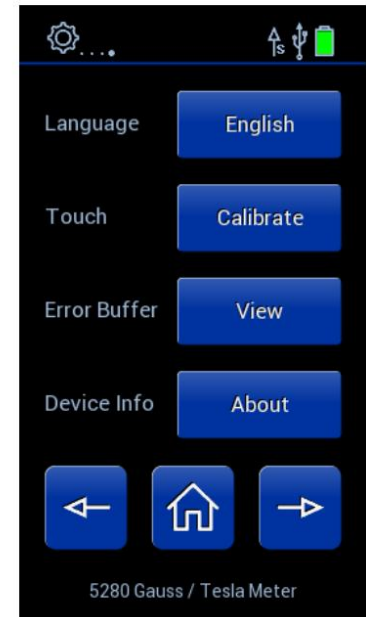 S
Language English
Touch Calibrate
Error Buffer View
Device Info About
5280 Gauss / Tesla Meter